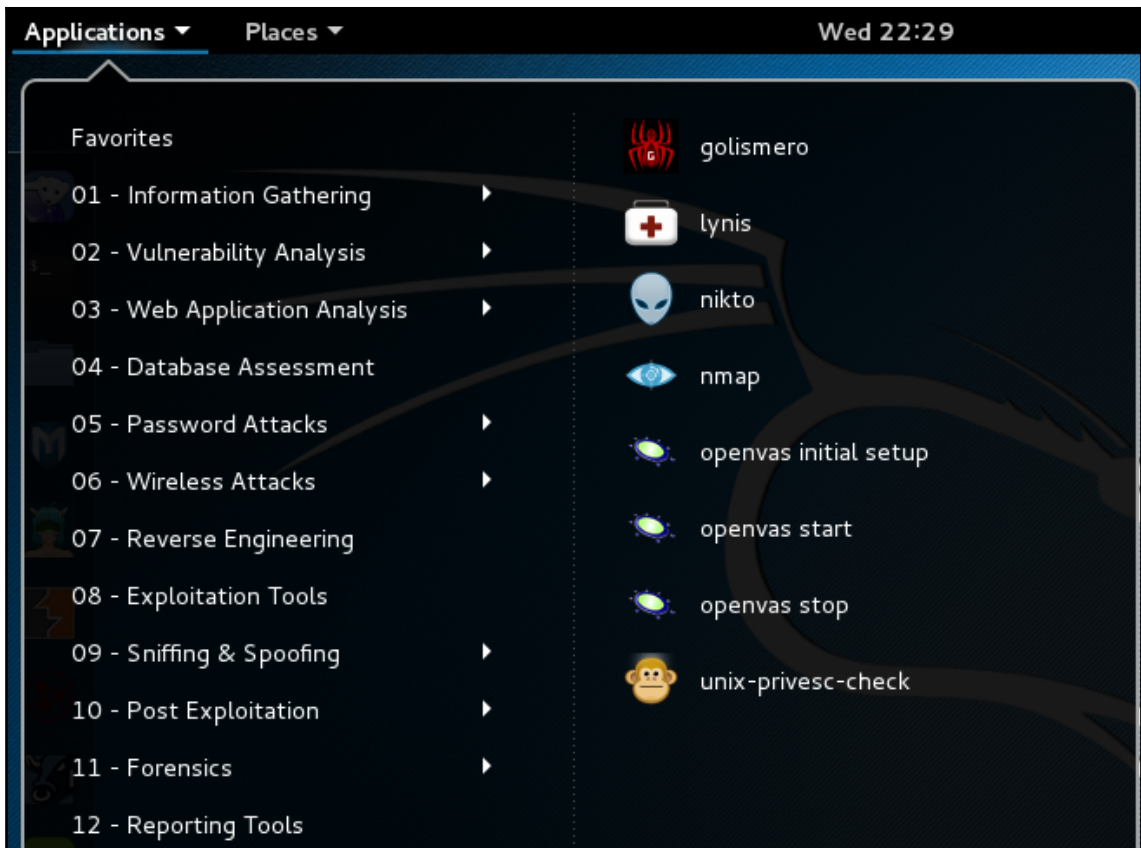 Applications Places Wed 22:29
Favorites
01 - Information Gathering
02 - Vulnerability Analysis
03 - Web Application Analysis
04 - Database Assessment
05 - Password Attacks
06 - Wireless Attacks
07 - Reverse Engineering
08 - Exploitation Tools
09 - Sniffing & Spoofing
10 - Post Exploitation
11 - Forensics
12 - Reporting Tools
golismero
lynis
nikto
nmap
openvas initial setup
openvas start
openvas stop
unix-privesc-check